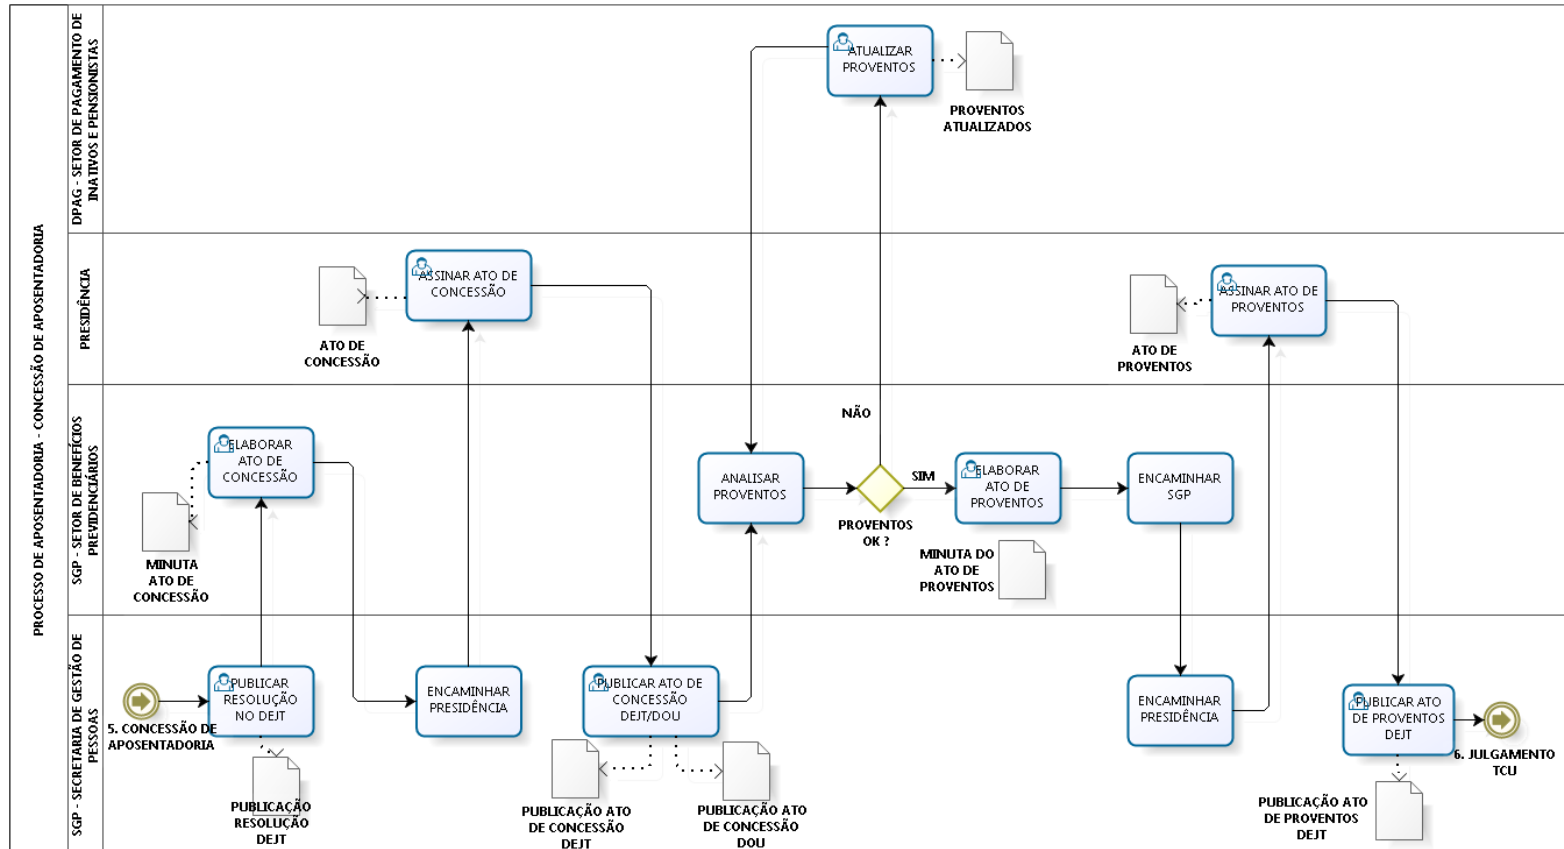 PROCESSO DE APOSENTADORIA - CONCESSÃO DE APOSENTADORIA
DPAG - SETOR DE PAGAMENTO DE
INATIVOS E PENSIONISTAS
ATUALIZAR
PROVENTOS
PROVENTOS
ATUALIZADOS
PRESIDÊNCIA
ASSINAR ATO DE
CONCESSÃO
ATO DE
CONCESSÃO
ASSINAR ATO DE
PROVENTOS
ATO DE
PROVENTOS
SGP - SETOR DE BENEFÍCIOS
PREVIDENCIÁRIOS
ELABORAR
ATO DE
CONCESSÃO
MINUTA
ATO DE
CONCESSÃO
ANALISAR
PROVENTOS
NÃO
SIM
PROVENTOS
OK ?
ELABORAR
ATO DE
PROVENTOS
MINUTA DO
ATO DE
PROVENTOS
ENCAMINHAR
SGP
SGP - SECRETARIA DE GESTÃO DE
PESSOAS
5. CONCESSÃO DE
APOSENTADORIA
PUBLICAR
RESOLUÇÃO
NO DEJT
PUBLICAÇÃO
RESOLUÇÃO
DEJT
ENCAMINHAR
PRESIDÊNCIA
PUBLICAR ATO DE
CONCESSÃO
DEJT/DOU
PUBLICAÇÃO ATO
DE CONCESSÃO
DEJT
PUBLICAÇÃO ATO
DE CONCESSÃO
DOU
ENCAMINHAR
PRESIDÊNCIA
PUBLICAR ATO
DE PROVENTOS
DEJT
PUBLICAÇÃO ATO
DE PROVENTOS
DEJT
6. JULGAMENTO
TCU